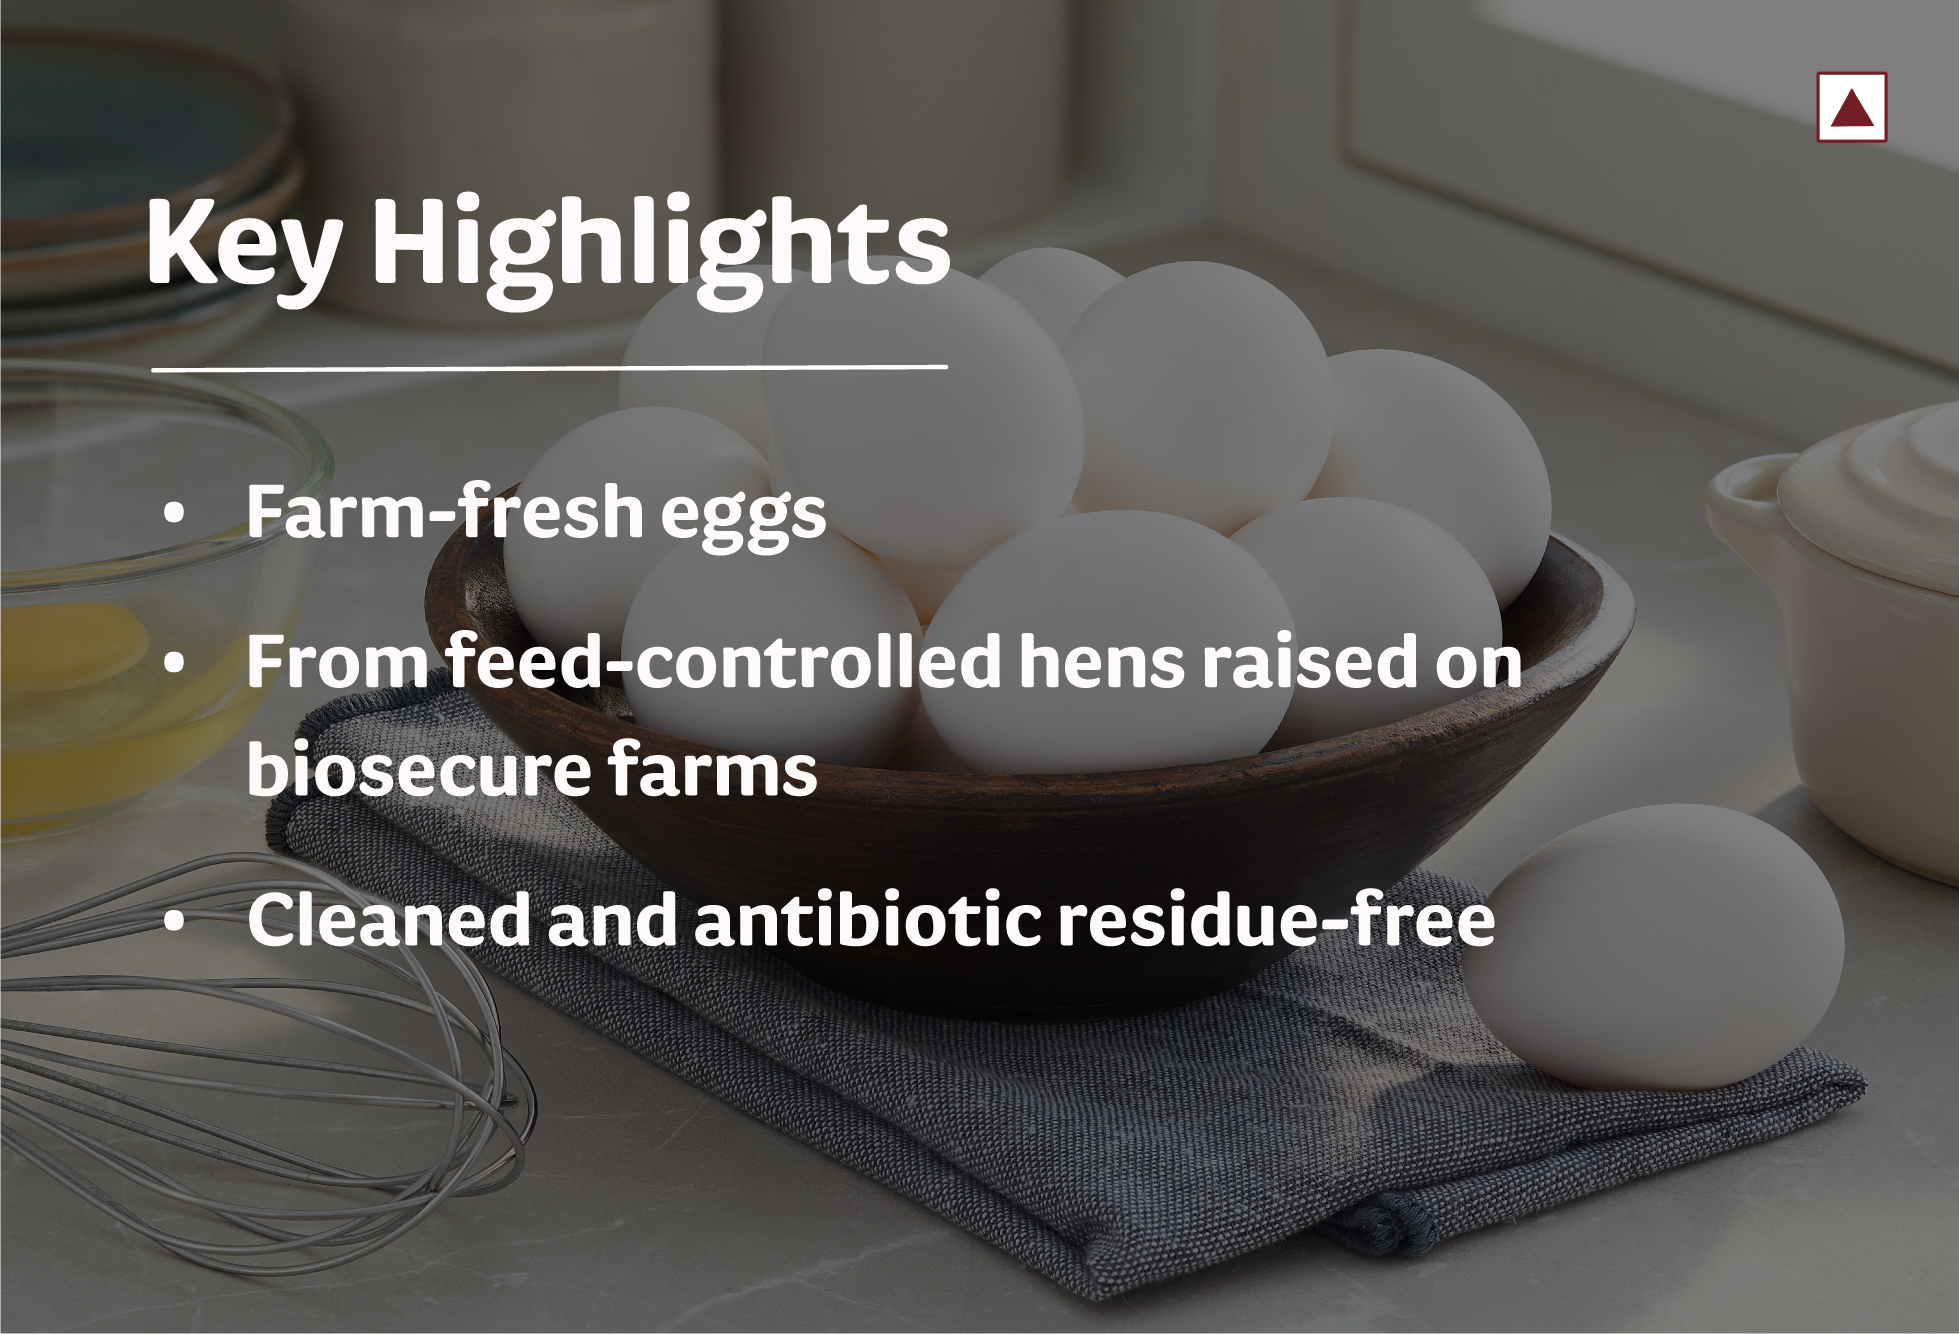 Key Highlights
• Farm-fresh eggs
• From feed-controlled hens raised on
biosecure farms
• Cleaned and antibiotic residue-free